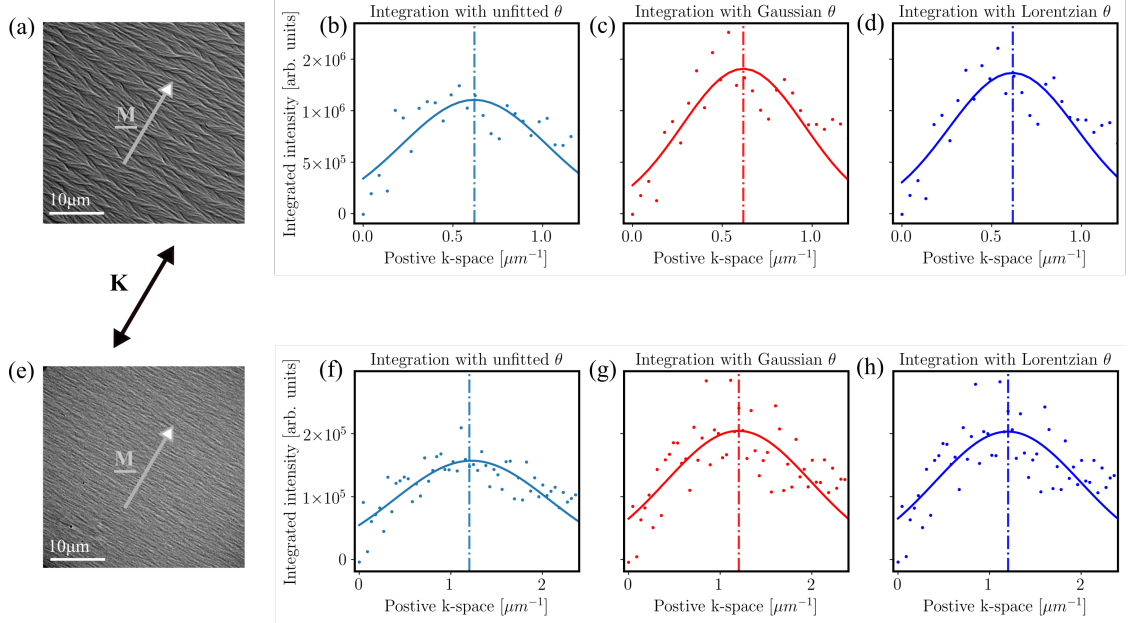 (a)
M
10μm
K
(b)
Integration with unfitted θ
Integrated intensity [arb. units]
2×10⁶
1×10⁶
5×10⁵
0
0.0 0.5 1.0
Postive k-space [μm⁻¹]
(c)
Integration with Gaussian θ
0.0 0.5 1.0
Postive k-space [μm⁻¹]
(d)
Integration with Lorentzian θ
0.0 0.5 1.0
Postive k-space [μm⁻¹]
(e)
M
10μm
(f)
Integration with unfitted θ
Integrated intensity [arb. units]
2×10⁵
1×10⁵
0
0 1 2
Postive k-space [μm⁻¹]
(g)
Integration with Gaussian θ
0 1 2
Postive k-space [μm⁻¹]
(h)
Integration with Lorentzian θ
0 1 2
Postive k-space [μm⁻¹]